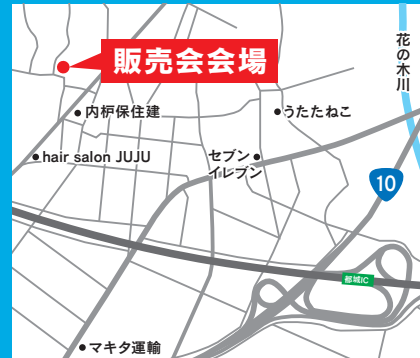 販売会会場
花の木川
内枦保住建
うたたねこ
hair salon JUJU
セブン
イレブン
10
都城IC
マキタ運輸